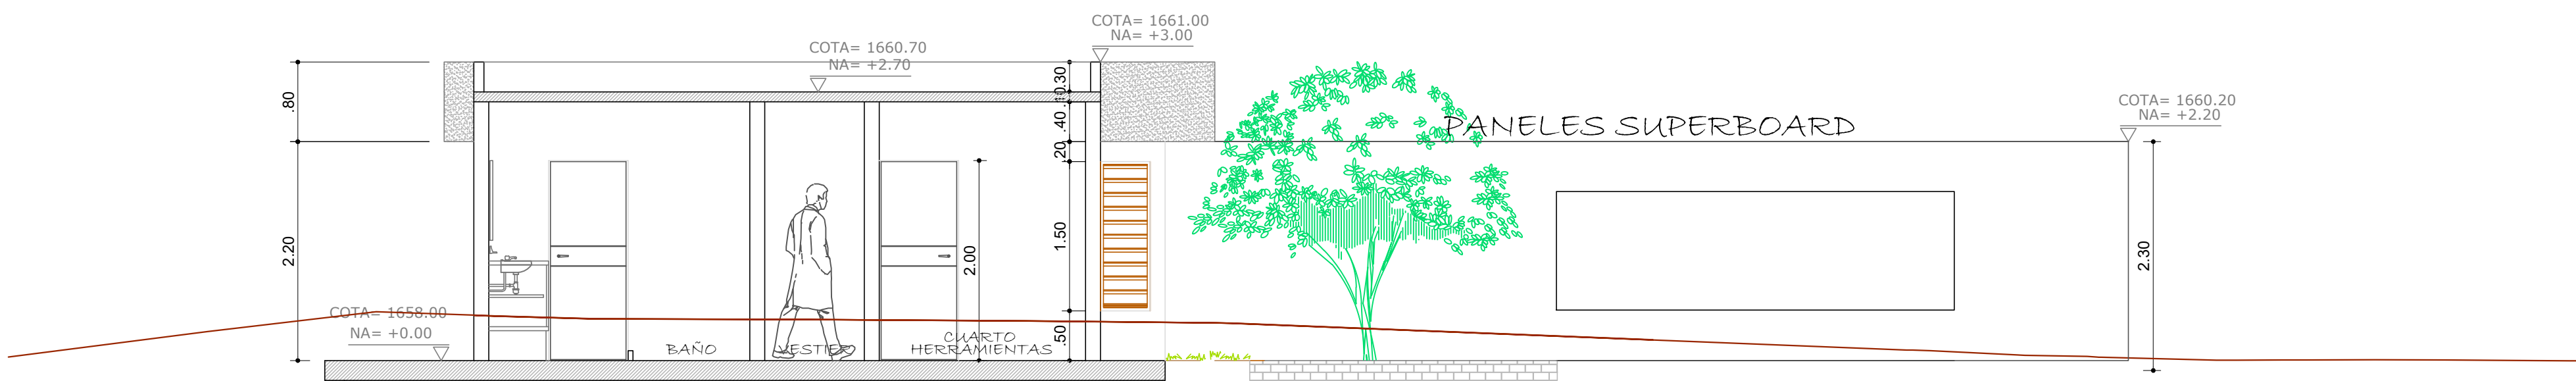 COTA= 1661.00
NA= +3.00
COTA= 1660.70
NA= +2.70
COTA= 1660.20
NA= +2.20
PANELES SUPERBOARD
.80
2.20
.30
.40
.20
1.50
.50
2.00
2.30
COTA= 1658.00
NA= +0.00
BAÑO
VESTIER
CUARTO
HERRAMIENTAS